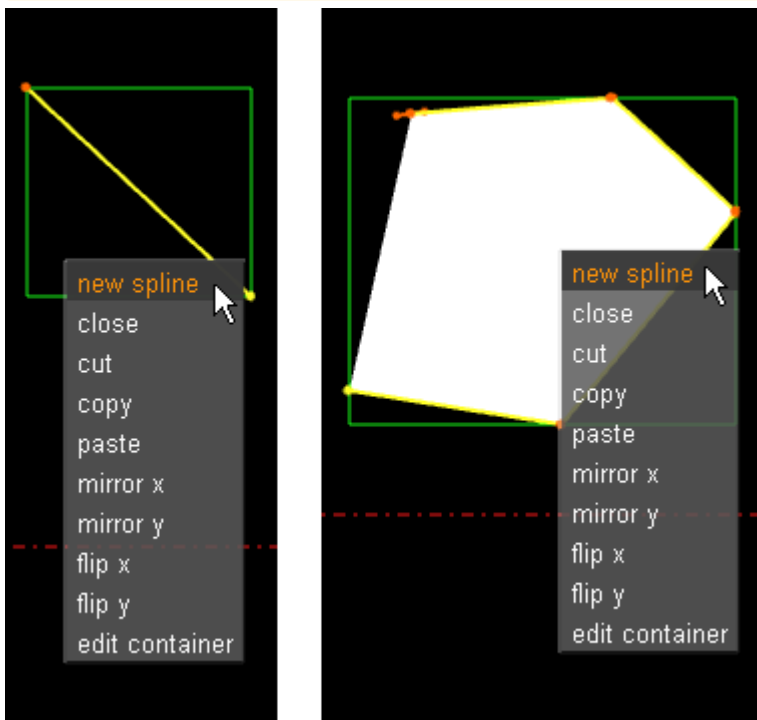 new spline
close
cut
copy
paste
mirror x
mirror y
flip x
flip y
edit container
new spline
close
cut
copy
paste
mirror x
mirror y
flip x
flip y
edit container